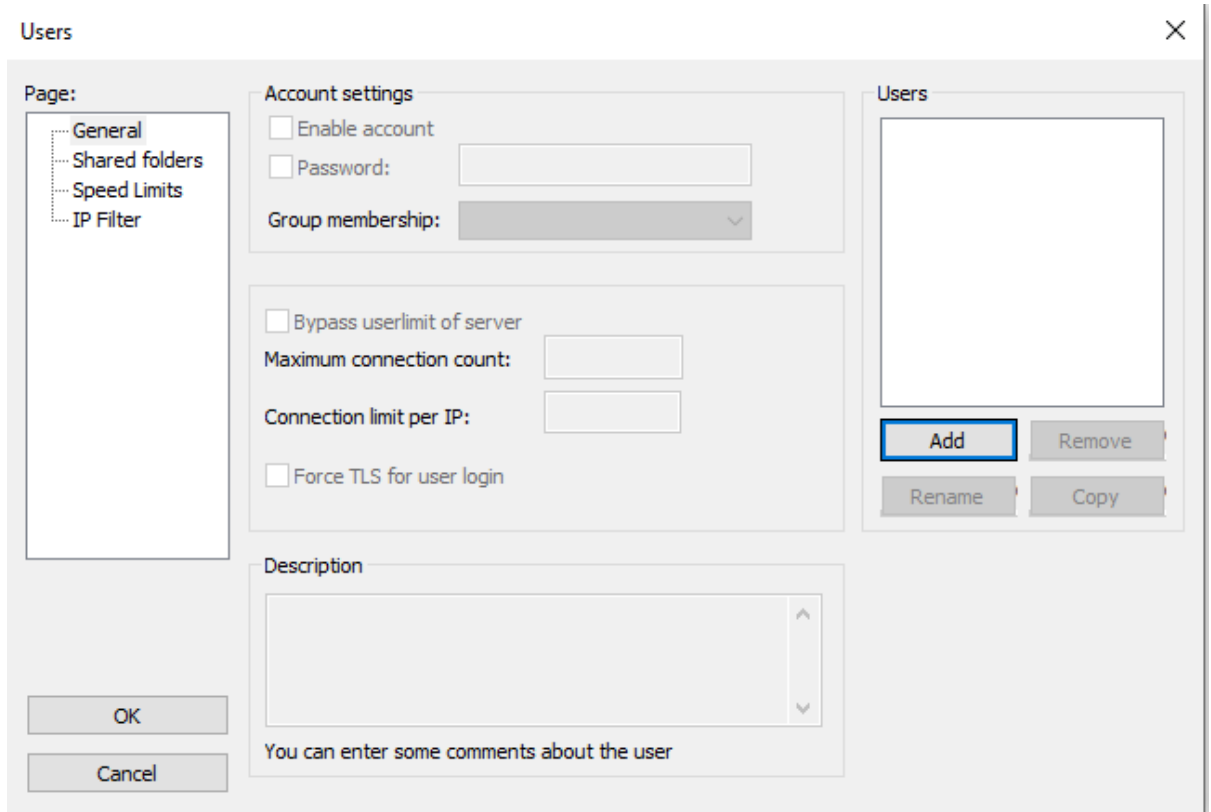 Users
Page:
General
Shared folders
Speed Limits
IP Filter
OK
Cancel
Account settings
Enable account
Password:
Group membership:
Bypass userlimit of server
Maximum connection count:
Connection limit per IP:
Force TLS for user login
Description
You can enter some comments about the user
Users
Add
Remove
Rename
Copy